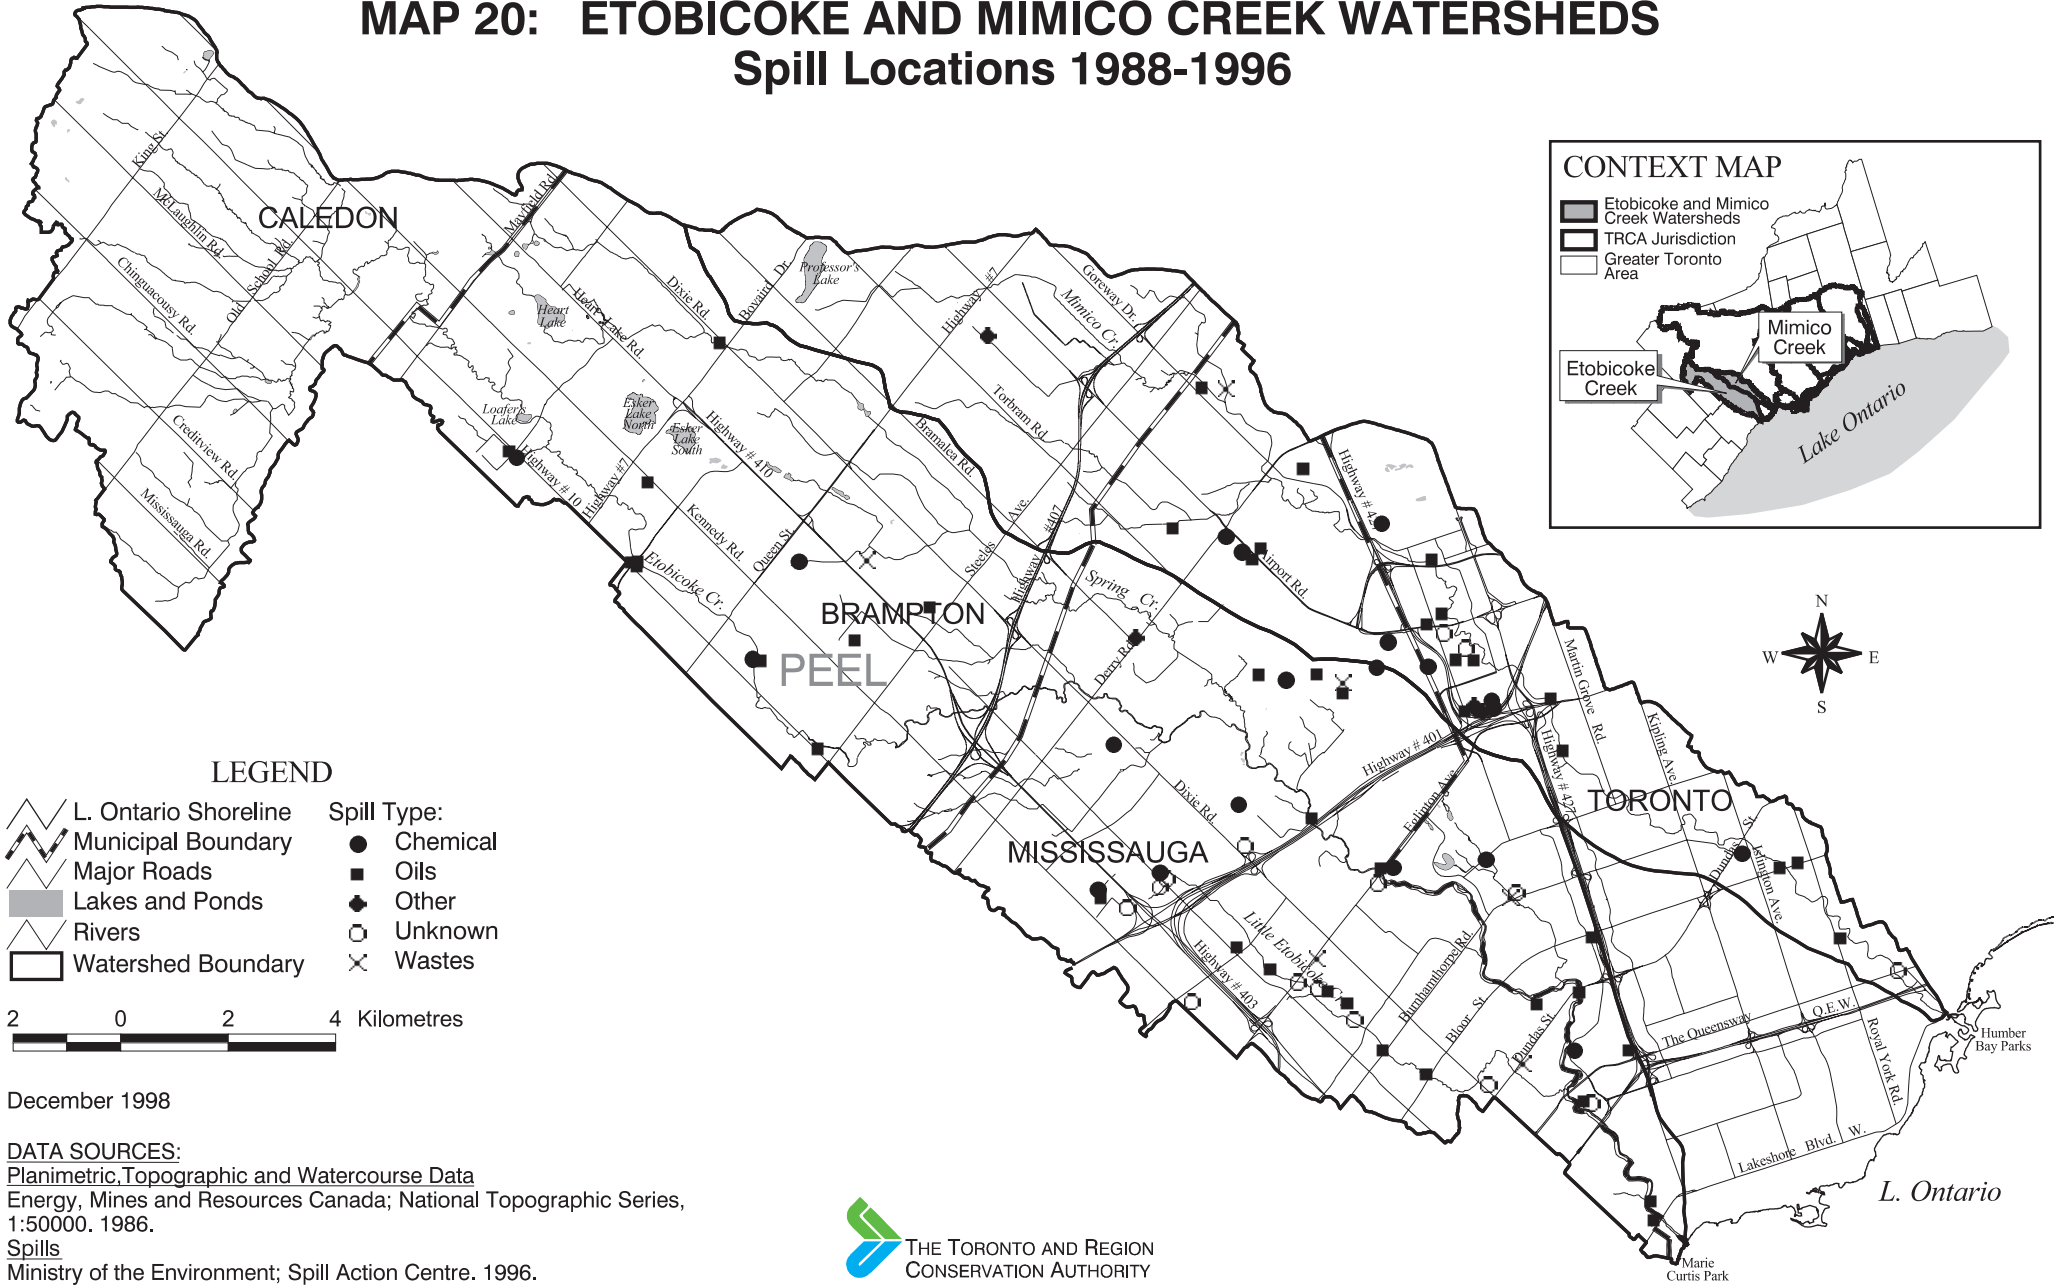 MAP 20: ETOBICOKE AND MIMICO CREEK WATERSHEDS
Spill Locations 1988-1996
CONTEXT MAP
Etobicoke and Mimico
Creek Watersheds
TRCA Jurisdiction
Greater Toronto
Area
Mimico
Creek
Etobicoke
Creek
Lake Ontario
King St.
McLaughlin Rd.
CALEDON
Old School Rd.
Chinguacousy Rd.
Creditview Rd.
Mississauga Rd.
Mayfield Rd.
Heart
Lake
Heart Lake Rd.
Dixie Rd.
Bovaird Dr.
Professor's
Lake
Highway #7
Goreway Dr.
Mimico Cr.
Loafer's
Lake
Esker
Lake
North
Esker
Lake
South
Highway # 410
Highway # 10
Highway #7
Torbram Rd.
Bramalea Rd.
Kennedy Rd.
Queen St.
Steeles Ave.
Highway #407
Etobicoke Cr.
Spring Cr.
Airport Rd.
Highway # 427
BRAMPTON
PEEL
Derry Rd.
Martin Grove Rd.
Kipling Ave.
Highway # 401
Highway # 427
Eglinton Ave.
Dixie Rd.
TORONTO
MISSISSAUGA
Dundas St.
Islington Ave.
Little Etobicoke Cr.
Highway # 403
Burnhamthorpe Rd.
Bloor St.
Dundas St.
The Queensway
Q.E.W.
Royal York Rd.
Humber
Bay Parks
Lakeshore Blvd. W.
L. Ontario
Marie
Curtis Park
N
W
E
S
LEGEND
L. Ontario Shoreline
Municipal Boundary
Major Roads
Lakes and Ponds
Rivers
Watershed Boundary
Spill Type:
Chemical
Oils
Other
Unknown
Wastes
2 0 2 4 Kilometres
December 1998
DATA SOURCES:
Planimetric,Topographic and Watercourse Data
Energy, Mines and Resources Canada; National Topographic Series,
1:50000. 1986.
Spills
Ministry of the Environment; Spill Action Centre. 1996.
THE TORONTO AND REGION
CONSERVATION AUTHORITY